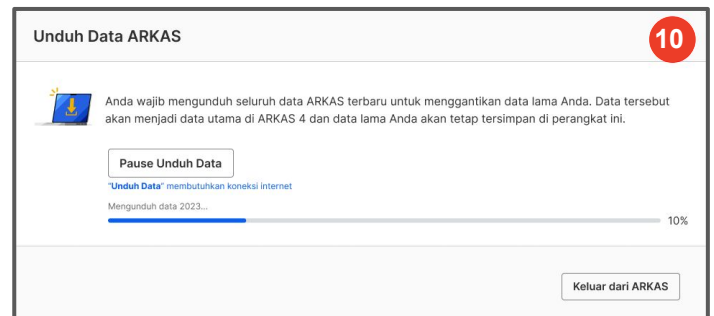 Unduh Data ARKAS
10
Anda wajib mengunduh seluruh data ARKAS terbaru untuk menggantikan data lama Anda. Data tersebut
akan menjadi data utama di ARKAS 4 dan data lama Anda akan tetap tersimpan di perangkat ini.
Pause Unduh Data
"Unduh Data" membutuhkan koneksi internet
Mengunduh data 2023...
10%
Keluar dari ARKAS